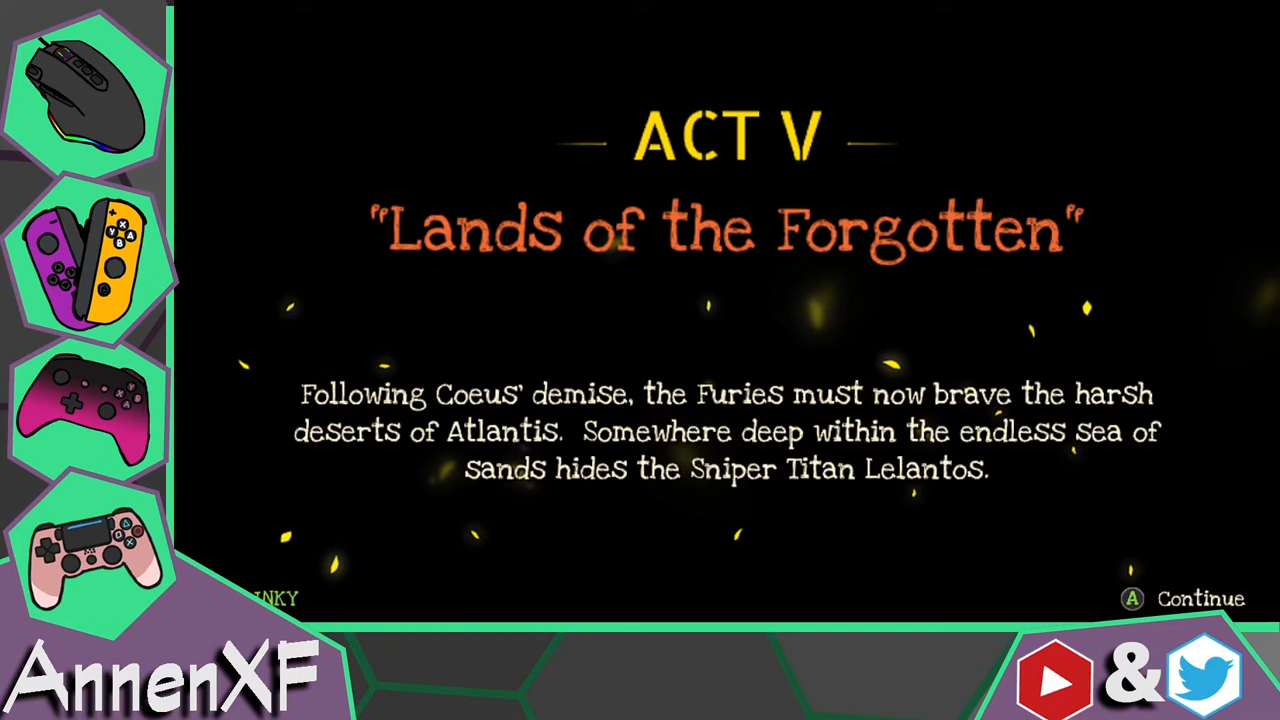 ACT V
"Lands of the Forgotten"
Following Coeus' demise, the Furies must now brave the harsh
deserts of Atlantis. Somewhere deep within the endless sea of
sands hides the Sniper Titan Lelantos.
INKY
A Continue
AnnenXF
&